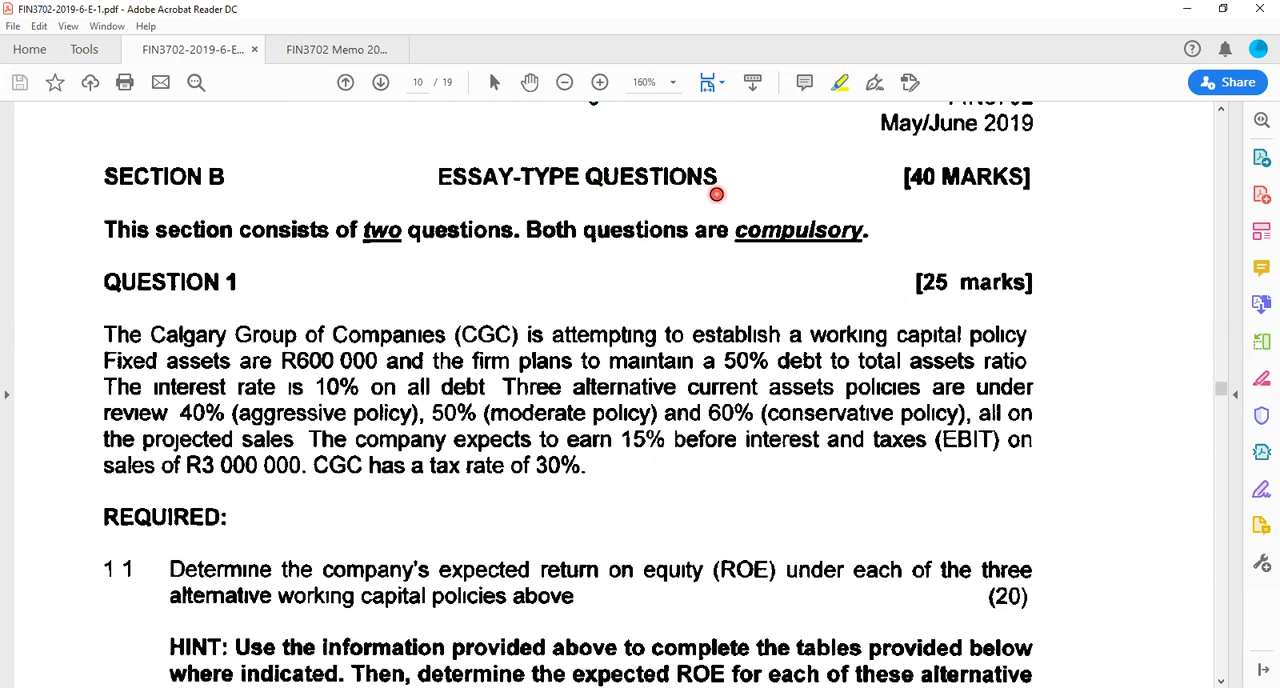 FIN3702-2019-6-E-1.pdf - Adobe Acrobat Reader DC
File Edit View Window Help
Home Tools FIN3702-2019-6-E... × FIN3702 Memo 20...
10 / 19 160% Share
May/June 2019
SECTION B ESSAY-TYPE QUESTIONS [40 MARKS]
This section consists of two questions. Both questions are compulsory.
QUESTION 1 [25 marks]
The Calgary Group of Companies (CGC) is attempting to establish a working capital policy
Fixed assets are R600 000 and the firm plans to maintain a 50% debt to total assets ratio
The interest rate is 10% on all debt Three alternative current assets policies are under
review 40% (aggressive policy), 50% (moderate policy) and 60% (conservative policy), all on
the projected sales The company expects to earn 15% before interest and taxes (EBIT) on
sales of R3 000 000. CGC has a tax rate of 30%.
REQUIRED:
1 1 Determine the company's expected return on equity (ROE) under each of the three
alternative working capital policies above (20)
HINT: Use the information provided above to complete the tables provided below
where indicated. Then, determine the expected ROE for each of these alternative